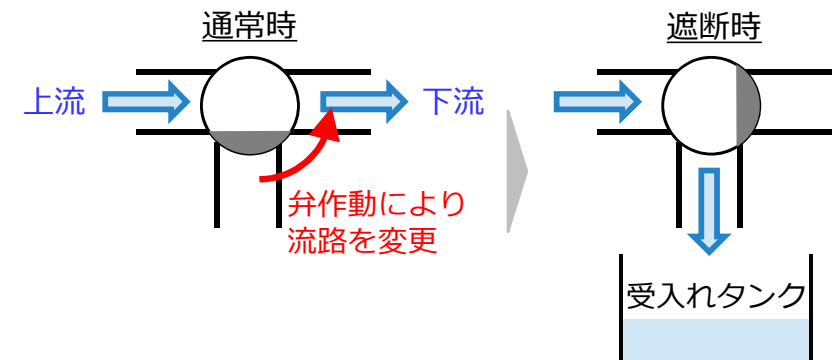 通常時
遮断時
上流
下流
弁作動により
流路を変更
受入れタンク